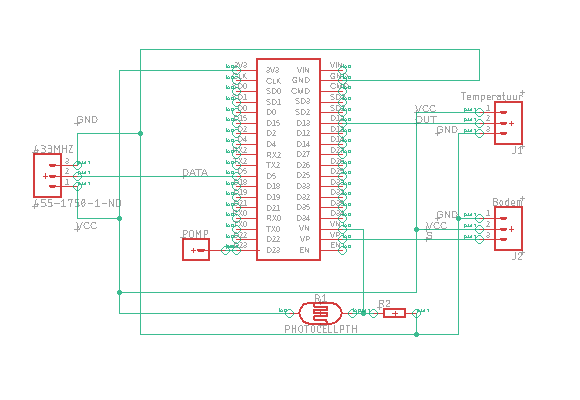 3V3
CLK
SD0
SD1
D0
D15
D2
D4
RX2
TX2
D5
D18
D19
D21
RX0
TX0
D22
D23
VIN
GND
CMD
SD3
SD2
D13
D12
D14
D27
D26
D25
D33
D32
D35
D34
VN
VP
EN
GND
433MHZ
3
2
1
455-1750-1-ND
VCC
DATA
POMP
Temperatuur
VCC
OUT
GND
1
2
3
J1
Bodem
GND
VCC
S
1
2
3
J2
R1
PHOTOCELLPTH
R2